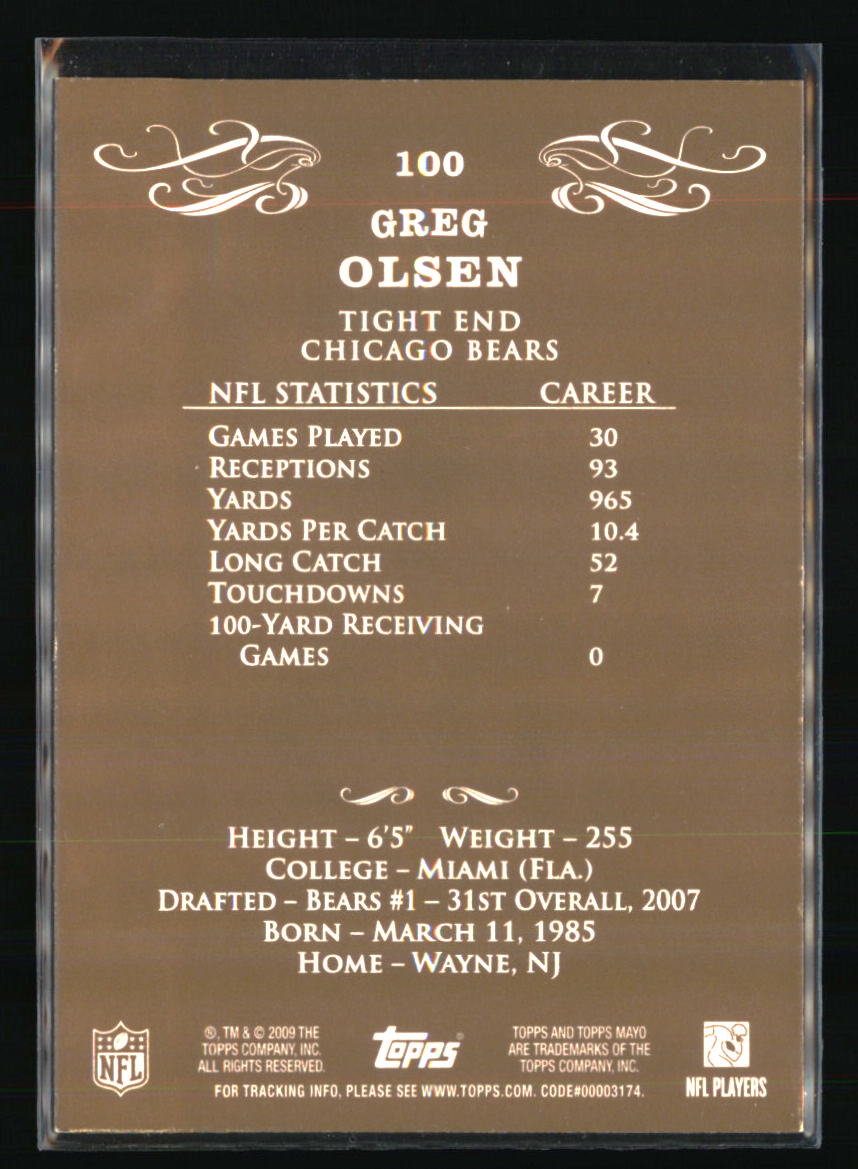 100
GREG
OLSEN
TIGHT END
CHICAGO BEARS
NFL STATISTICS CAREER
GAMES PLAYED 30
RECEPTIONS 93
YARDS 965
YARDS PER CATCH 10.4
LONG CATCH 52
TOUCHDOWNS 7
100-YARD RECEIVING
GAMES 0
HEIGHT – 6'5" WEIGHT – 255
COLLEGE – MIAMI (FLA.)
DRAFTED – BEARS #1 – 31ST OVERALL, 2007
BORN – MARCH 11, 1985
HOME – WAYNE, NJ
NFL
®, TM & © 2009 THE
TOPPS COMPANY, INC.
ALL RIGHTS RESERVED.
Topps®
TOPPS AND TOPPS MAYO
ARE TRADEMARKS OF THE
TOPPS COMPANY, INC.
NFL PLAYERS
FOR TRACKING INFO, PLEASE SEE WWW.TOPPS.COM. CODE#00003174.